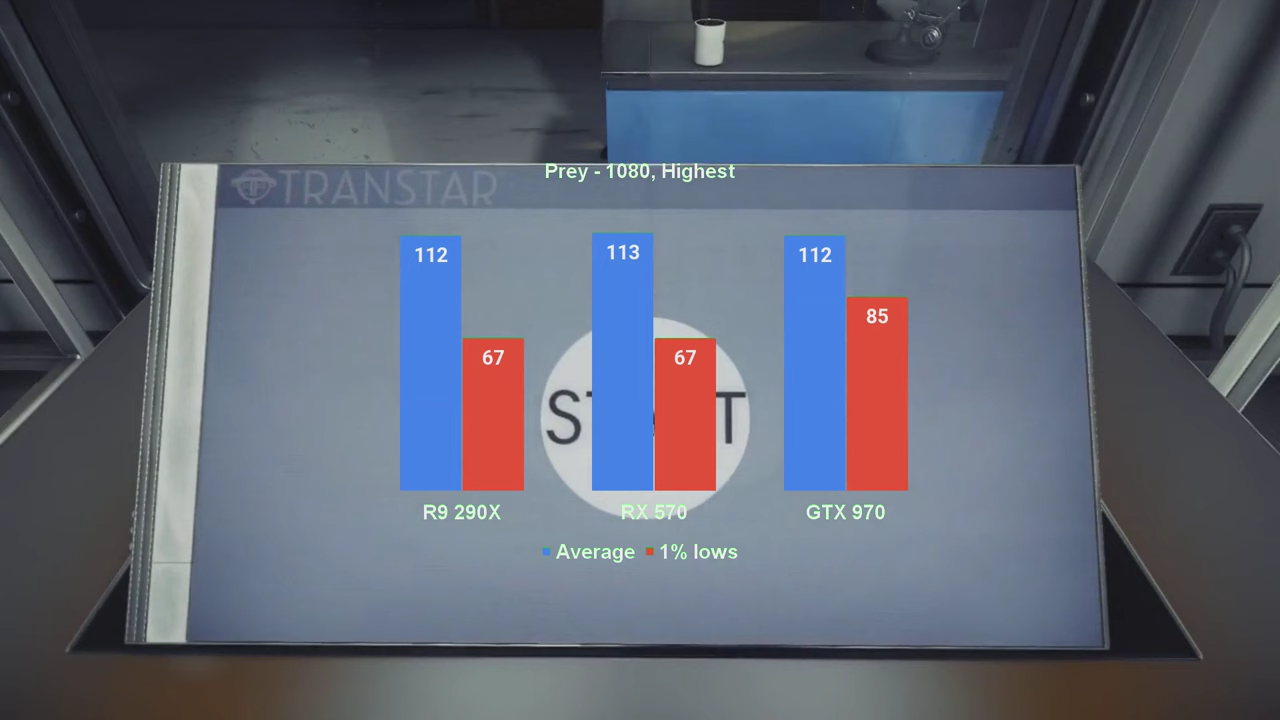 TRANSTAR
Prey - 1080, Highest
112
67
113
67
112
85
R9 290X
RX 570
GTX 970
Average
1% lows